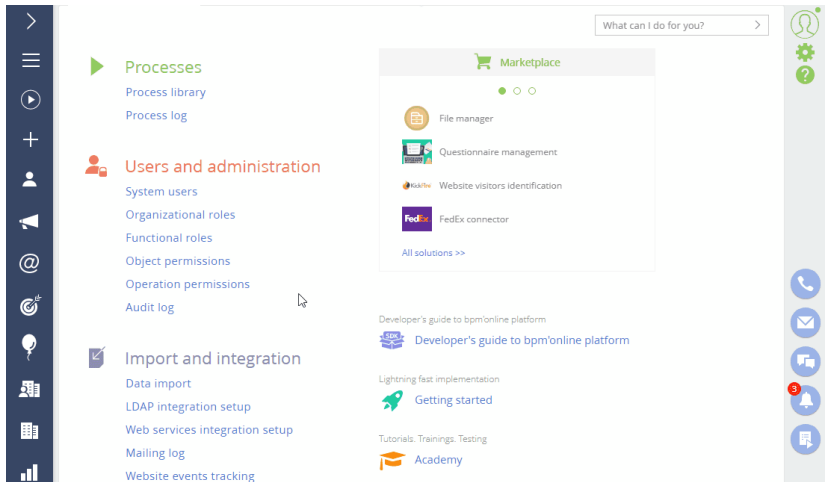 What can I do for you?
Processes
Process library
Process log
Users and administration
System users
Organizational roles
Functional roles
Object permissions
Operation permissions
Audit log
Import and integration
Data import
LDAP integration setup
Web services integration setup
Mailing log
Website events tracking
Marketplace
File manager
Questionnaire management
KickFire
Website visitors identification
FedEx
FedEx connector
All solutions >>
Developer's guide to bpm'online platform
SDK
Developer's guide to bpm'online platform
Lightning fast implementation
Getting started
Tutorials. Trainings. Testing
Academy
3